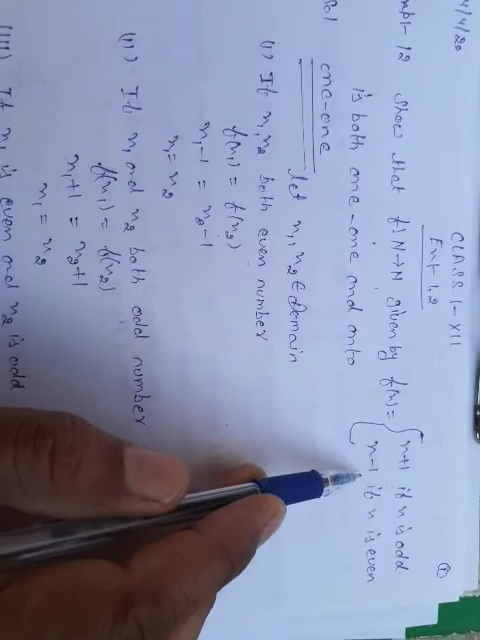 4/4/20
CLASS :- XII
Ex:- 1.2
①
mpl- 12 Show that f: N→N, given by f(x) = { x+1 if x is odd
x-1 if x is even
is both one-one and onto
Sol
one-one
let x₁, x₂ ∈ Domain
(i) If x₁, x₂ both even number
f(x₁) = f(x₂)
x₁-1 = x₂-1
x₁ = x₂
(ii) If x₁ and x₂ both odd number
f(x₁) = f(x₂)
x₁+1 = x₂+1
x₁ = x₂
(iii) If x₁ is even and x₂ is odd